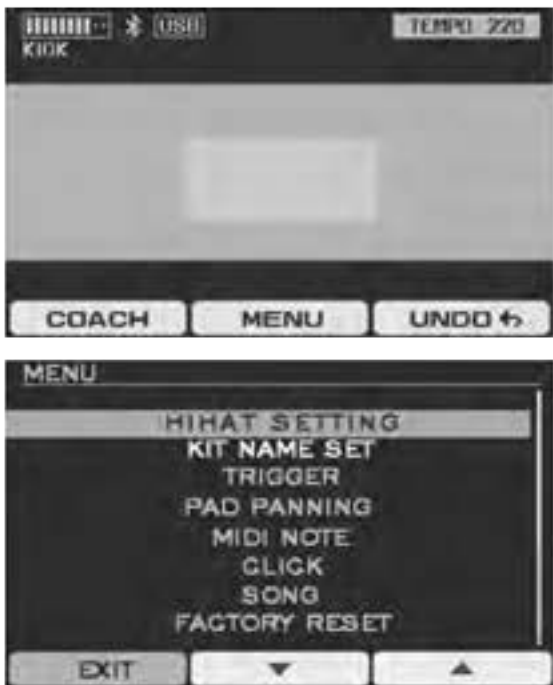 USB TEMPO 220
KICK
COACH MENU UNDO
MENU
HIHAT SETTING
KIT NAME SET
TRIGGER
PAD PANNING
MIDI NOTE
CLICK
SONG
FACTORY RESET
EXIT